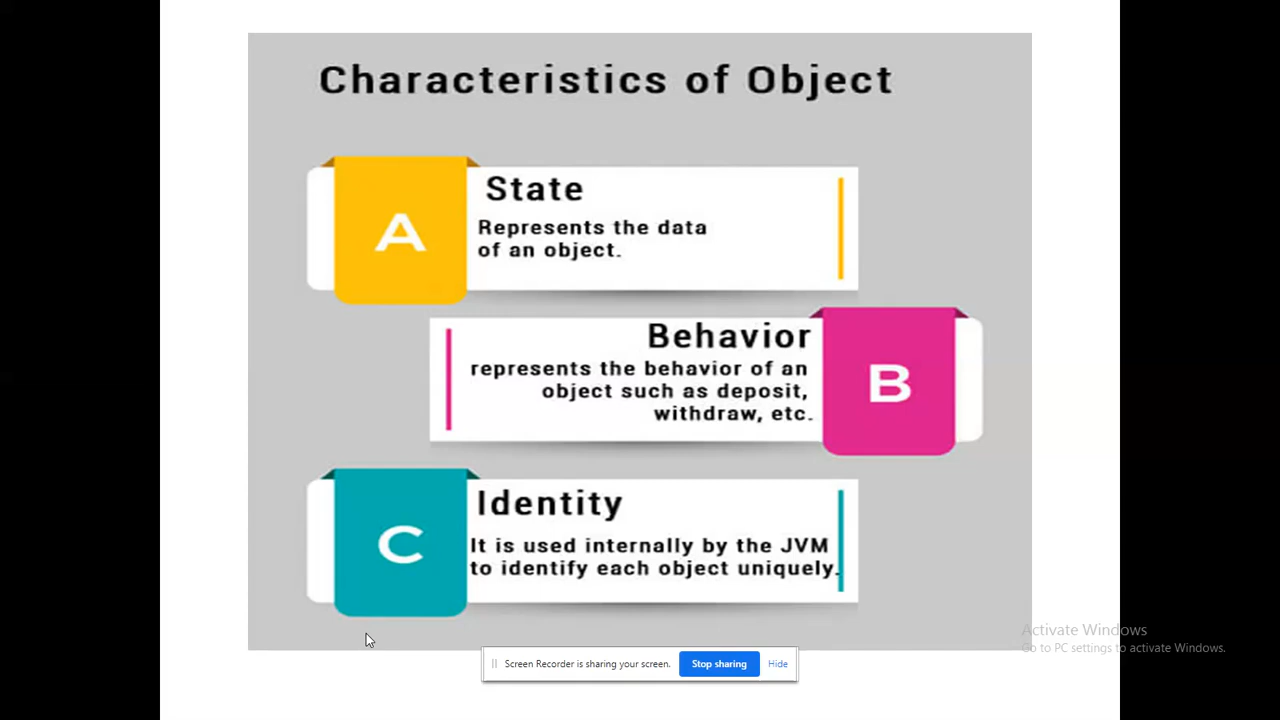 Characteristics of Object
A
State
Represents the data
of an object.
Behavior
represents the behavior of an
object such as deposit,
withdraw, etc.
B
C
Identity
It is used internally by the JVM
to identify each object uniquely.
Activate Windows
Go to PC settings to activate Windows.
Screen Recorder is sharing your screen.
Stop sharing
Hide